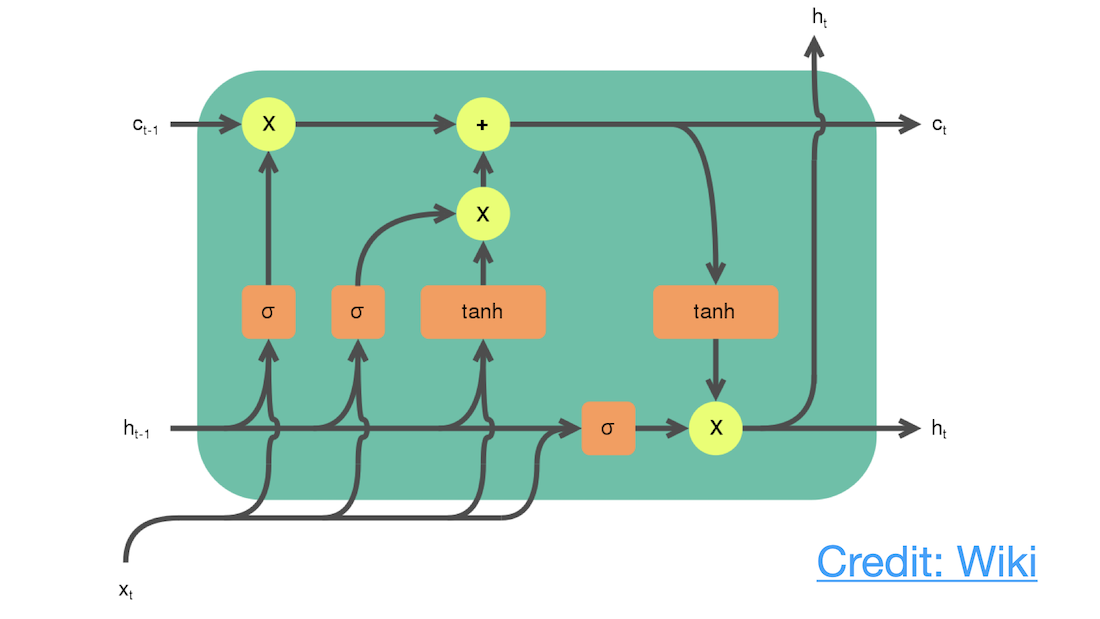 h_t
c_{t-1} X + c_t
X
σ σ tanh tanh
h_{t-1} σ X h_t
Credit: Wiki
x_t